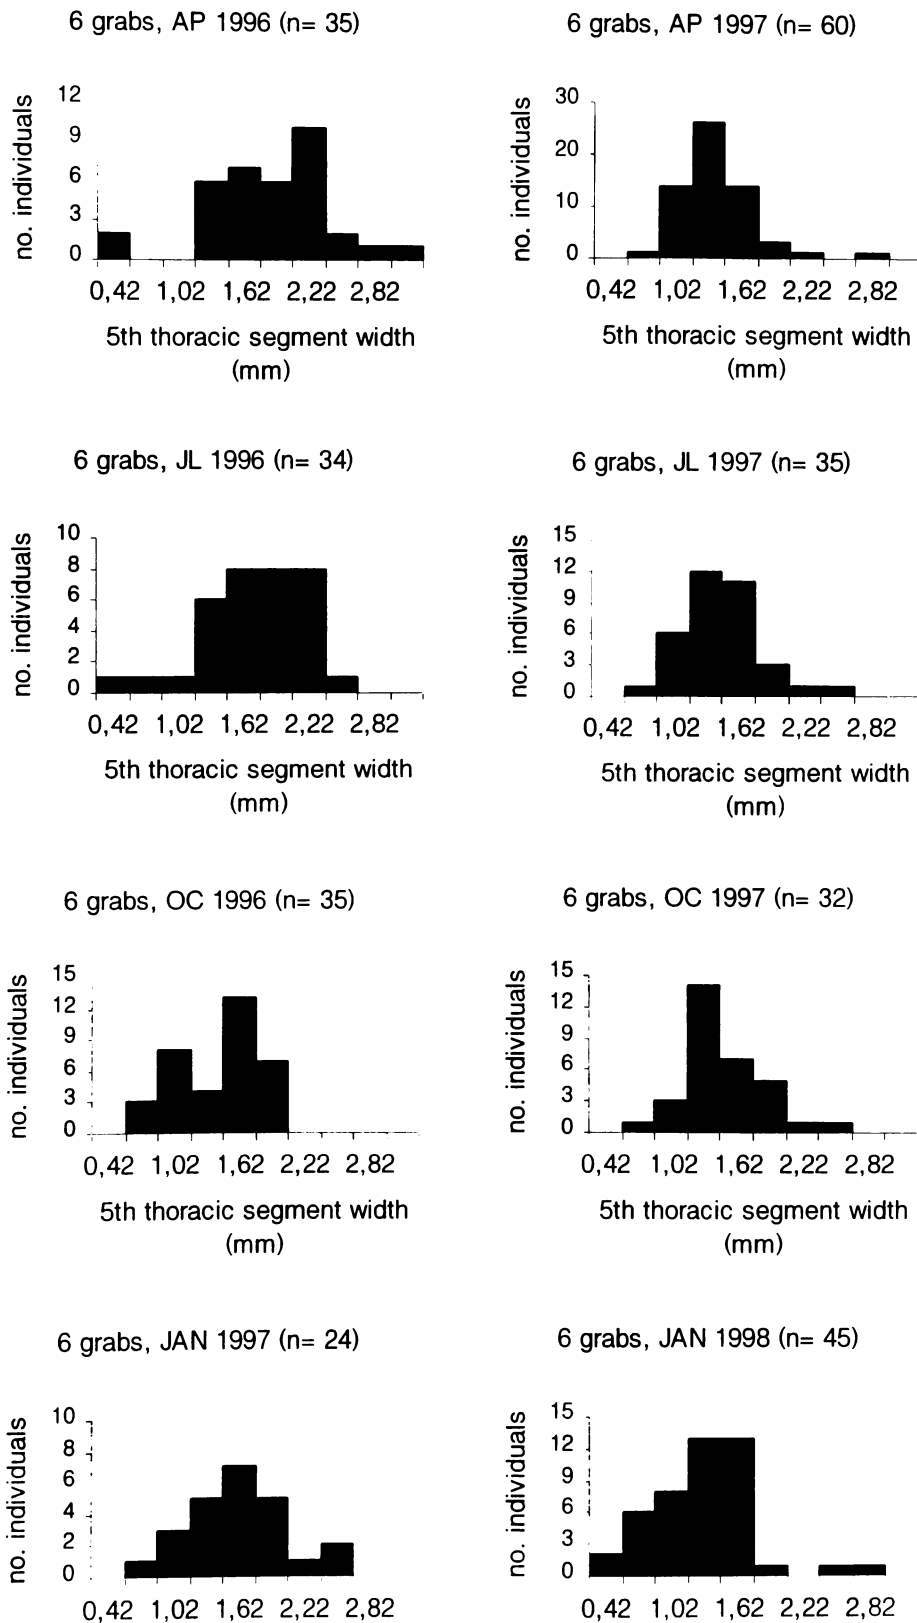 6 grabs, AP 1996 (n= 35)
no. individuals
12
9
6
3
0
0,42 1,02 1,62 2,22 2,82
5th thoracic segment width
(mm)
6 grabs, AP 1997 (n= 60)
no. individuals
30
20
10
0
0,42 1,02 1,62 2,22 2,82
5th thoracic segment width
(mm)
6 grabs, JL 1996 (n= 34)
no. individuals
10
8
6
4
2
0
0,42 1,02 1,62 2,22 2,82
5th thoracic segment width
(mm)
6 grabs, JL 1997 (n= 35)
no. individuals
15
12
9
6
3
0
0,42 1,02 1,62 2,22 2,82
5th thoracic segment width
(mm)
6 grabs, OC 1996 (n= 35)
no. individuals
15
12
9
6
3
0
0,42 1,02 1,62 2,22 2,82
5th thoracic segment width
(mm)
6 grabs, OC 1997 (n= 32)
no. individuals
15
12
9
6
3
0
0,42 1,02 1,62 2,22 2,82
5th thoracic segment width
(mm)
6 grabs, JAN 1997 (n= 24)
no. individuals
10
8
6
4
2
0
0,42 1,02 1,62 2,22 2,82
6 grabs, JAN 1998 (n= 45)
no. individuals
15
12
9
6
3
0
0,42 1,02 1,62 2,22 2,82